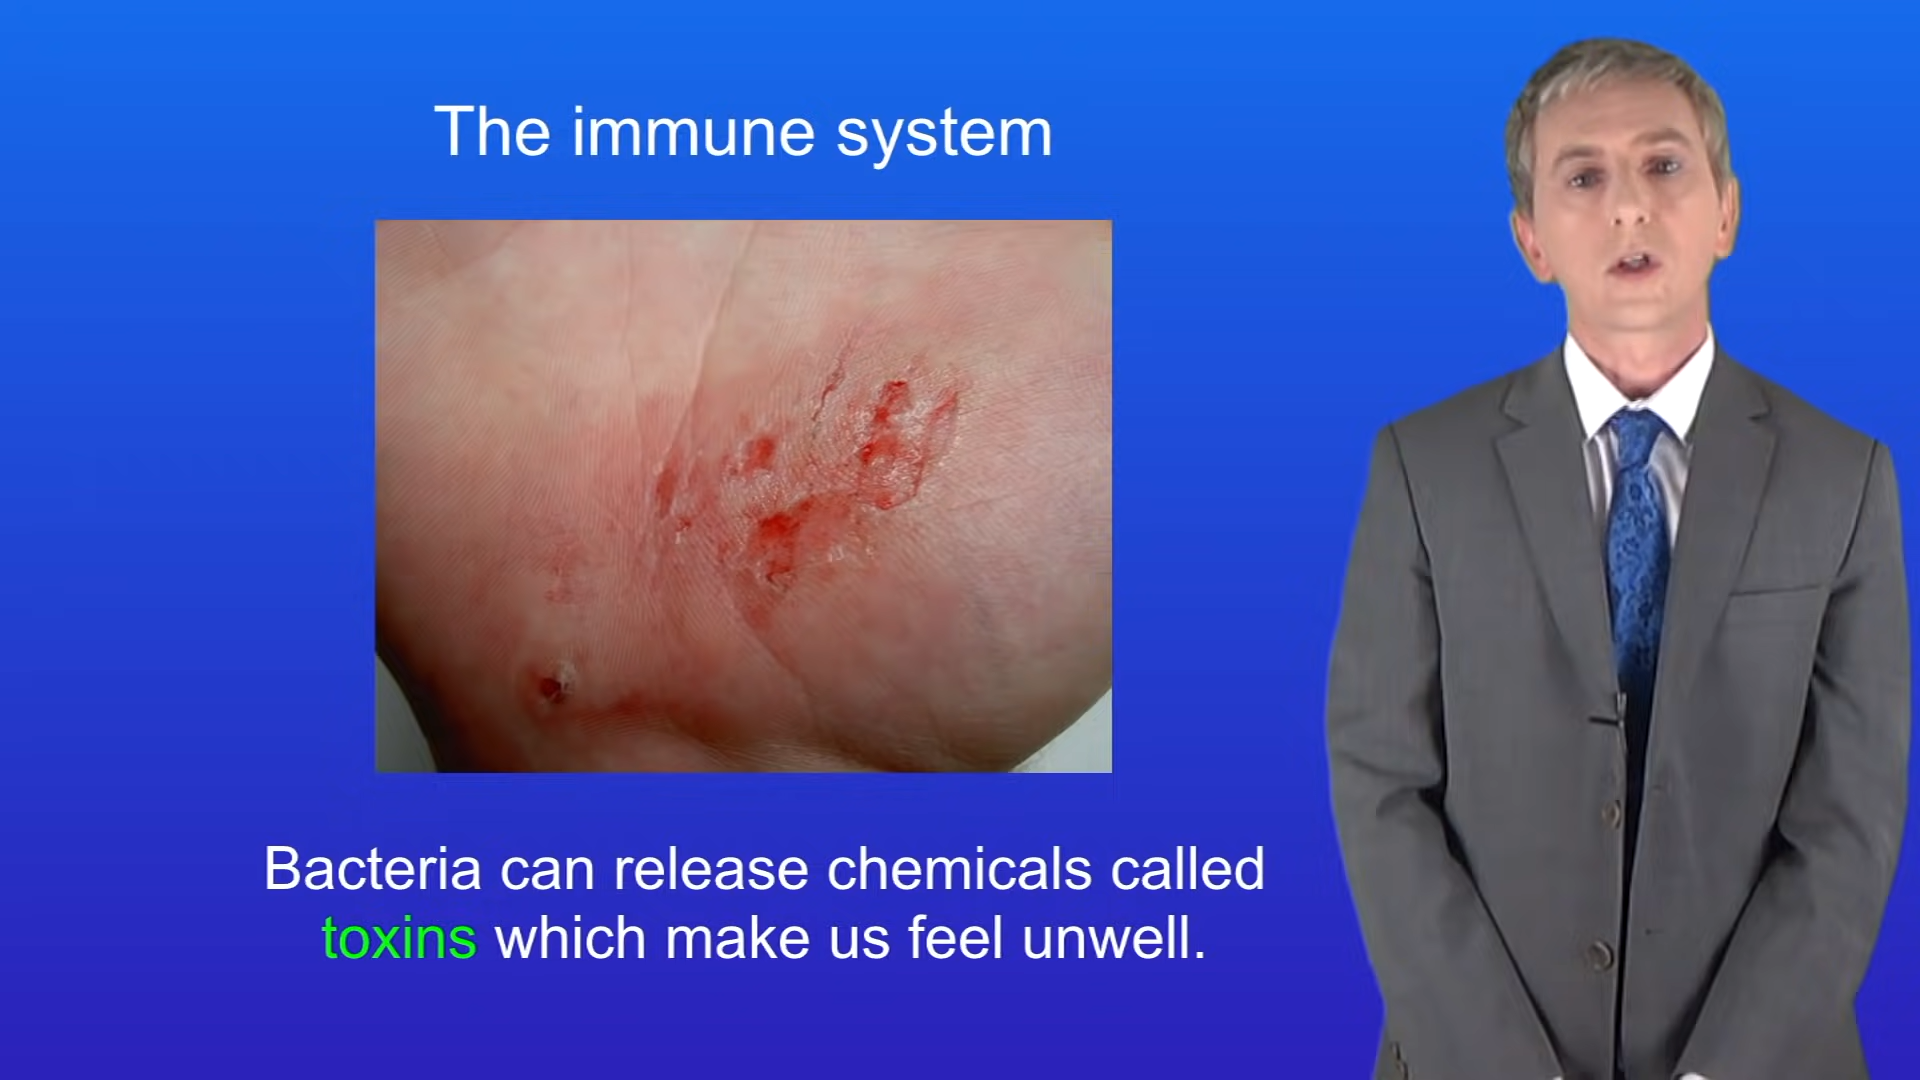 The immune system
Bacteria can release chemicals called
toxins which make us feel unwell.